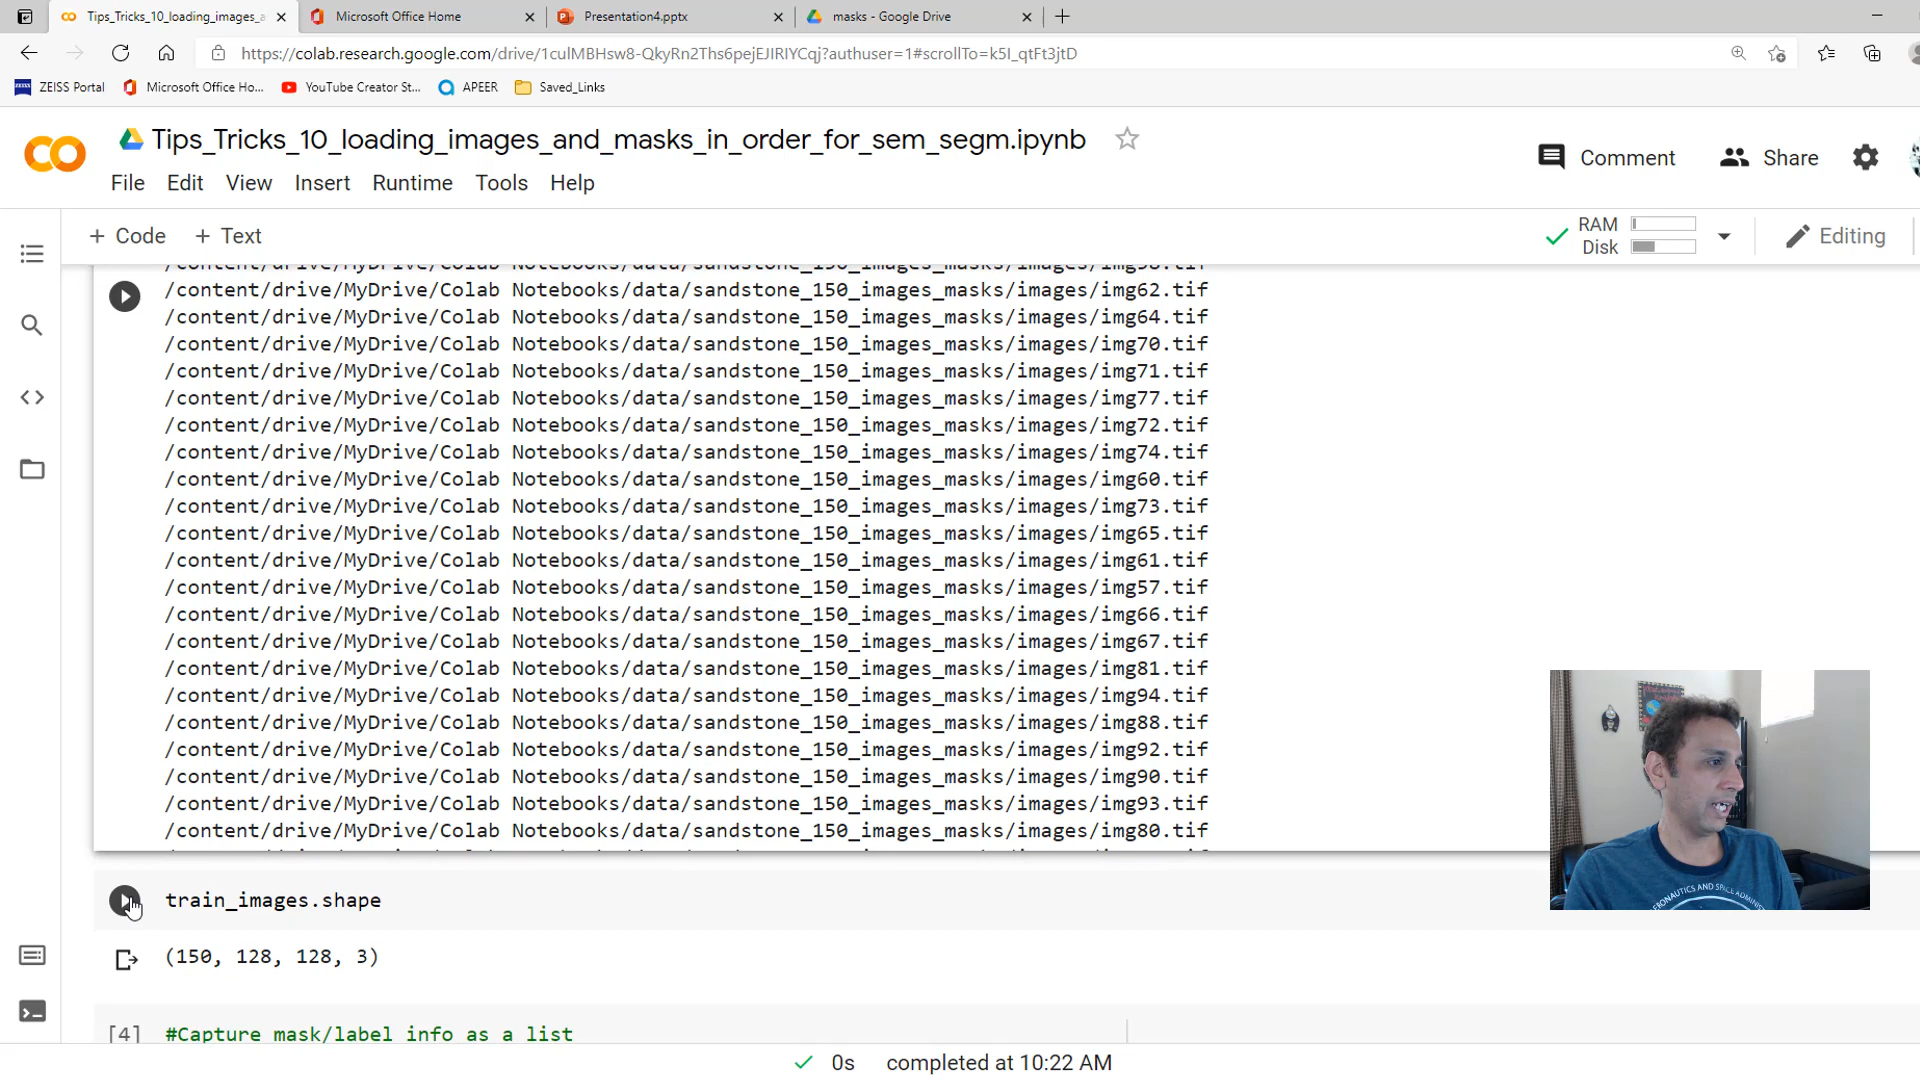 Tips_Tricks_10_loading_images_a
Microsoft Office Home
Presentation4.pptx
masks - Google Drive
https://colab.research.google.com/drive/1culMBHsw8-QkyRn2Ths6pejEJIRIYCqj?authuser=1#scrollTo=k5I_qtFt3jtD
ZEISS Portal
Microsoft Office Ho...
YouTube Creator St...
APEER
Saved_Links
Tips_Tricks_10_loading_images_and_masks_in_order_for_sem_segm.ipynb
Comment
Share
File Edit View Insert Runtime Tools Help
+ Code + Text
RAM
Disk
Editing
/content/drive/MyDrive/Colab Notebooks/data/sandstone_150_images_masks/images/img62.tif
/content/drive/MyDrive/Colab Notebooks/data/sandstone_150_images_masks/images/img64.tif
/content/drive/MyDrive/Colab Notebooks/data/sandstone_150_images_masks/images/img70.tif
/content/drive/MyDrive/Colab Notebooks/data/sandstone_150_images_masks/images/img71.tif
/content/drive/MyDrive/Colab Notebooks/data/sandstone_150_images_masks/images/img77.tif
/content/drive/MyDrive/Colab Notebooks/data/sandstone_150_images_masks/images/img72.tif
/content/drive/MyDrive/Colab Notebooks/data/sandstone_150_images_masks/images/img74.tif
/content/drive/MyDrive/Colab Notebooks/data/sandstone_150_images_masks/images/img60.tif
/content/drive/MyDrive/Colab Notebooks/data/sandstone_150_images_masks/images/img73.tif
/content/drive/MyDrive/Colab Notebooks/data/sandstone_150_images_masks/images/img65.tif
/content/drive/MyDrive/Colab Notebooks/data/sandstone_150_images_masks/images/img61.tif
/content/drive/MyDrive/Colab Notebooks/data/sandstone_150_images_masks/images/img57.tif
/content/drive/MyDrive/Colab Notebooks/data/sandstone_150_images_masks/images/img66.tif
/content/drive/MyDrive/Colab Notebooks/data/sandstone_150_images_masks/images/img67.tif
/content/drive/MyDrive/Colab Notebooks/data/sandstone_150_images_masks/images/img81.tif
/content/drive/MyDrive/Colab Notebooks/data/sandstone_150_images_masks/images/img94.tif
/content/drive/MyDrive/Colab Notebooks/data/sandstone_150_images_masks/images/img88.tif
/content/drive/MyDrive/Colab Notebooks/data/sandstone_150_images_masks/images/img92.tif
/content/drive/MyDrive/Colab Notebooks/data/sandstone_150_images_masks/images/img90.tif
/content/drive/MyDrive/Colab Notebooks/data/sandstone_150_images_masks/images/img93.tif
/content/drive/MyDrive/Colab Notebooks/data/sandstone_150_images_masks/images/img80.tif
train_images.shape
(150, 128, 128, 3)
[4] #Capture mask/label info as a list
0s completed at 10:22 AM